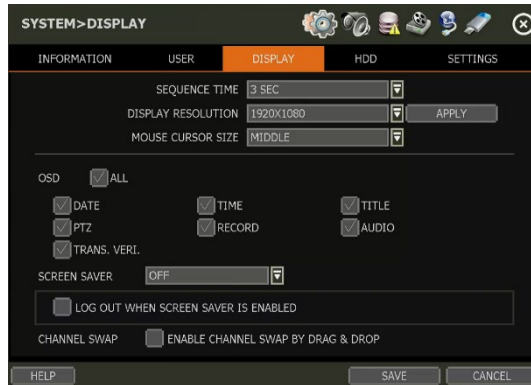 SYSTEM>DISPLAY
INFORMATION USER DISPLAY HDD SETTINGS
SEQUENCE TIME 3 SEC
DISPLAY RESOLUTION 1920X1080 APPLY
MOUSE CURSOR SIZE MIDDLE
OSD ALL
DATE TIME TITLE
PTZ RECORD AUDIO
TRANS. VERI.
SCREEN SAVER OFF
LOG OUT WHEN SCREEN SAVER IS ENABLED
CHANNEL SWAP ENABLE CHANNEL SWAP BY DRAG & DROP
HELP SAVE CANCEL